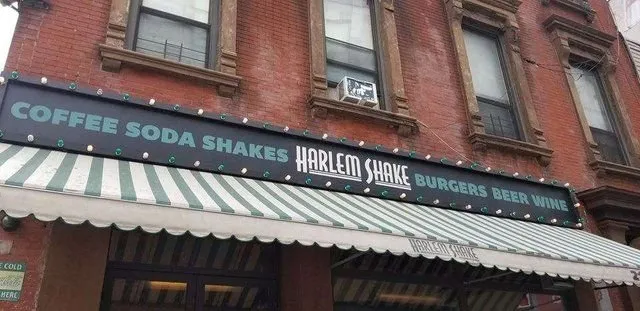 COFFEE SODA SHAKES HARLEM SHAKE BURGERS BEER WINE
HARLEM SHAKE
COLD
HERE